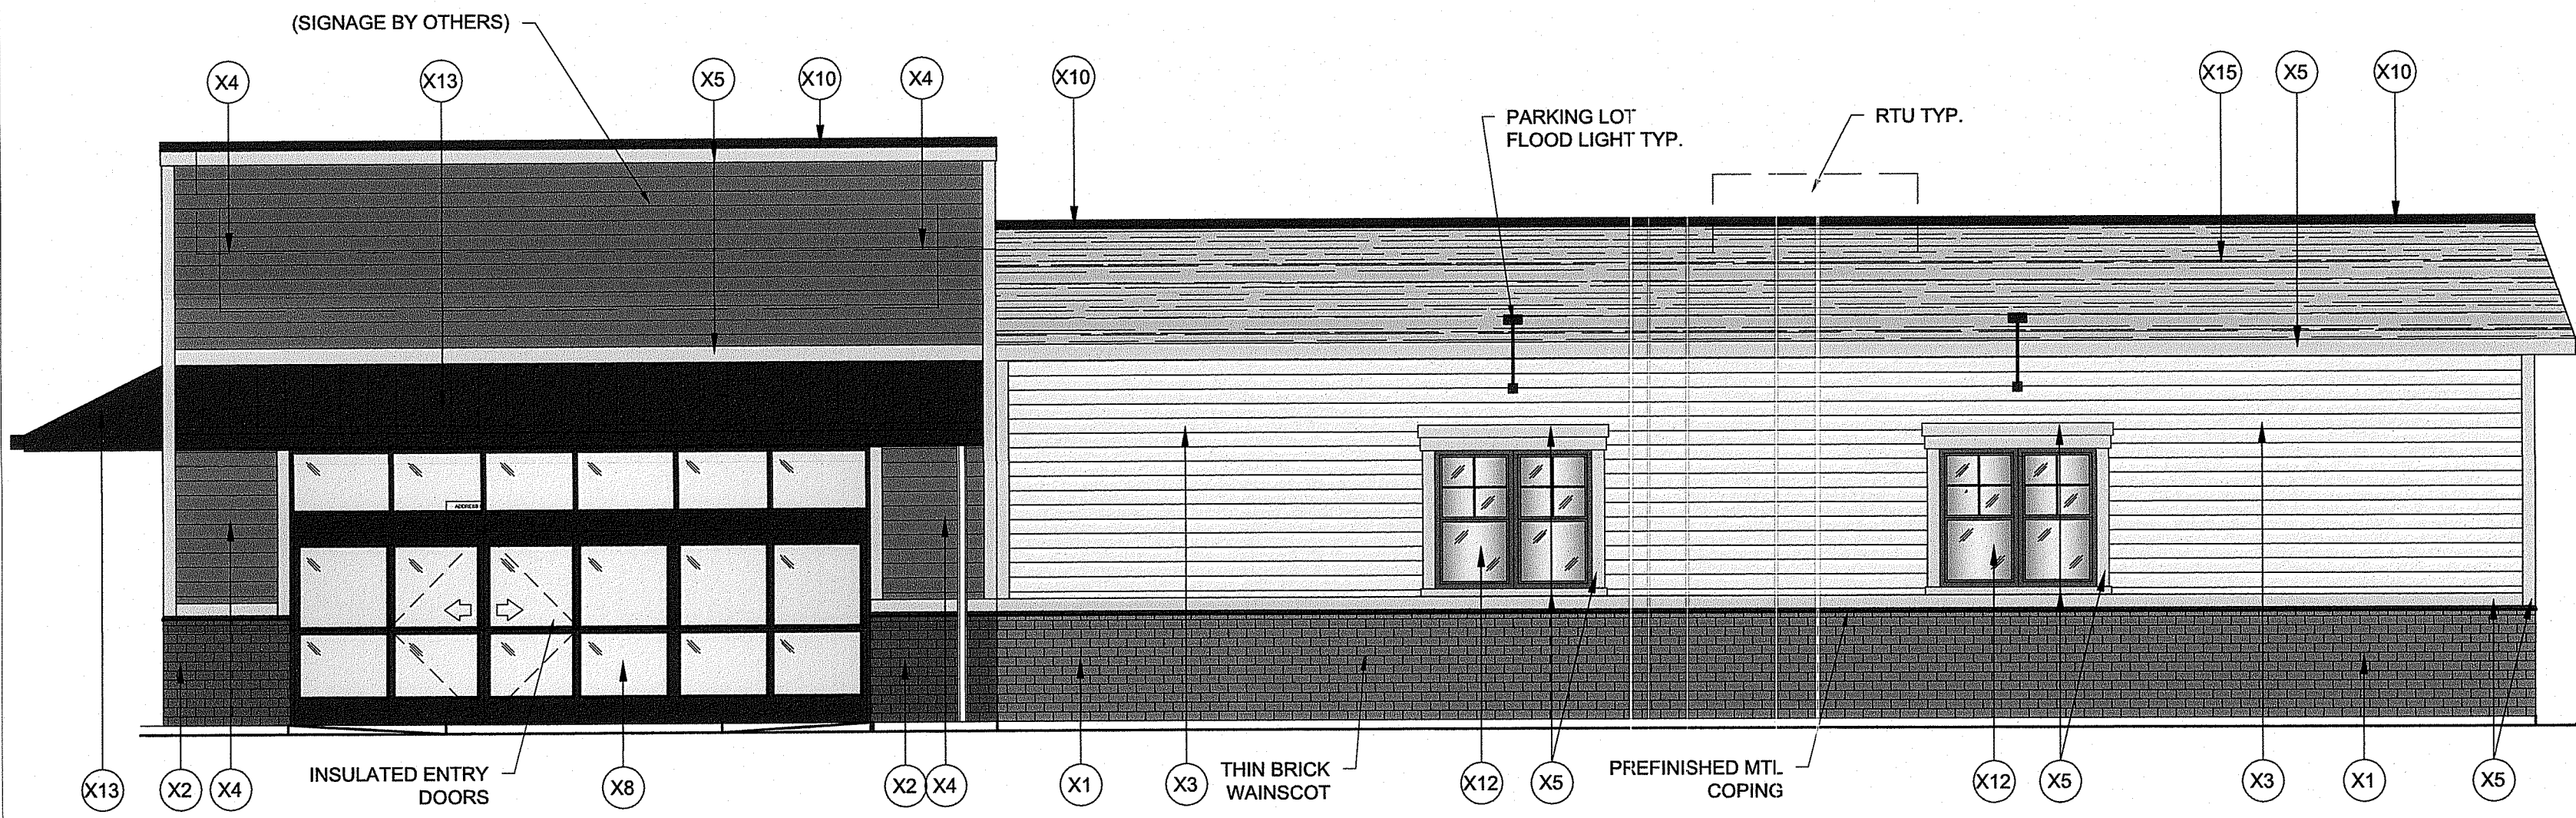 (SIGNAGE BY OTHERS)
X4
X13
X5
X10
X4
X10
X15
X5
X10
PARKING LOT
FLOOD LIGHT TYP.
RTU TYP.
ADDRESS
X13
X2
X4
INSULATED ENTRY
DOORS
X8
X2
X4
X1
X3
THIN BRICK
WAINSCOT
X12
X5
PREFINISHED MTL
COPING
X12
X5
X3
X1
X5